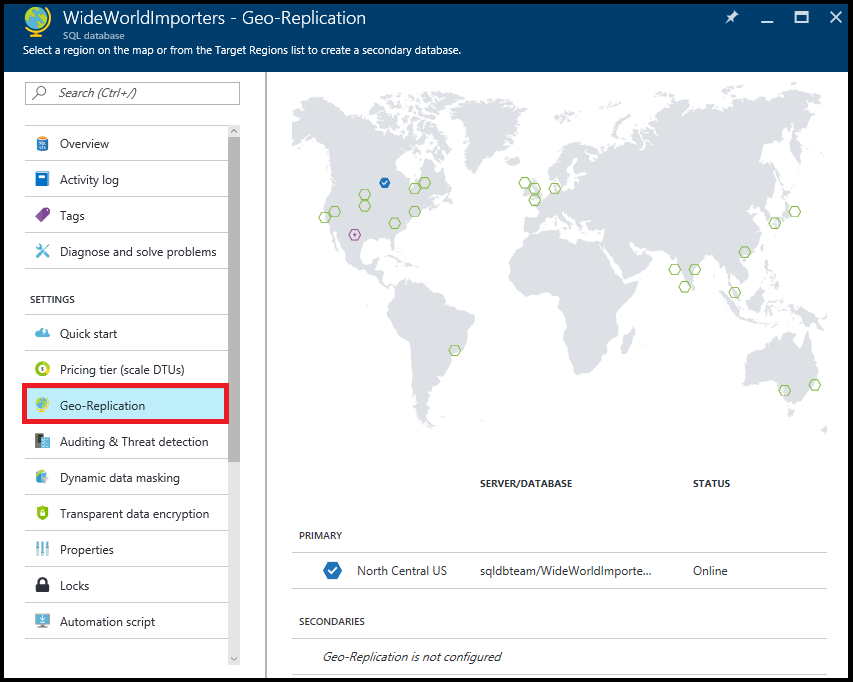 WideWorldImporters - Geo-Replication
SQL database
Select a region on the map or from the Target Regions list to create a secondary database.
Search (Ctrl+/)
Overview
Activity log
Tags
Diagnose and solve problems
SETTINGS
Quick start
Pricing tier (scale DTUs)
Geo-Replication
Auditing & Threat detection
Dynamic data masking
Transparent data encryption
Properties
Locks
Automation script
SERVER/DATABASE STATUS
PRIMARY
North Central US sqldbteam/WideWorldImporte... Online
SECONDARIES
Geo-Replication is not configured